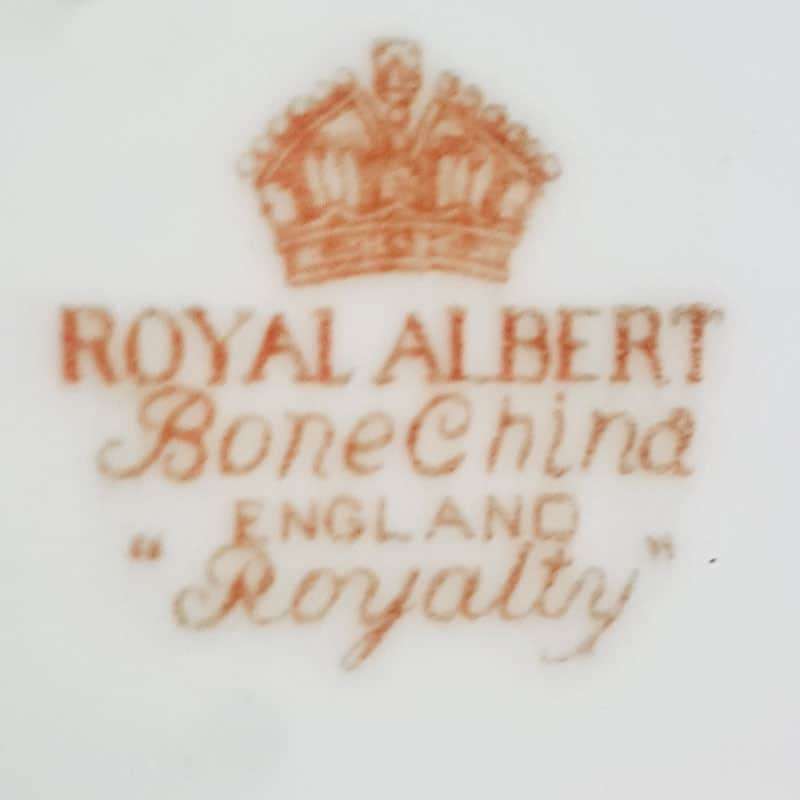 ROYAL ALBERT
Bone China
ENGLAND
"Royalty"